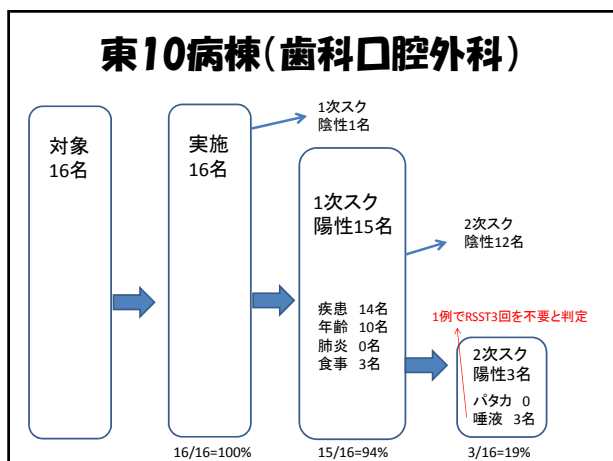 東10病棟(歯科口腔外科)
対象
16名
実施
16名
1次スク
陰性1名
1次スク
陽性15名
疾患 14名
年齢 10名
肺炎 0名
食事 3名
2次スク
陰性12名
1例でRSST3回を不要と判定
2次スク
陽性3名
パタカ 0
唾液 3名
16/16=100%
15/16=94%
3/16=19%